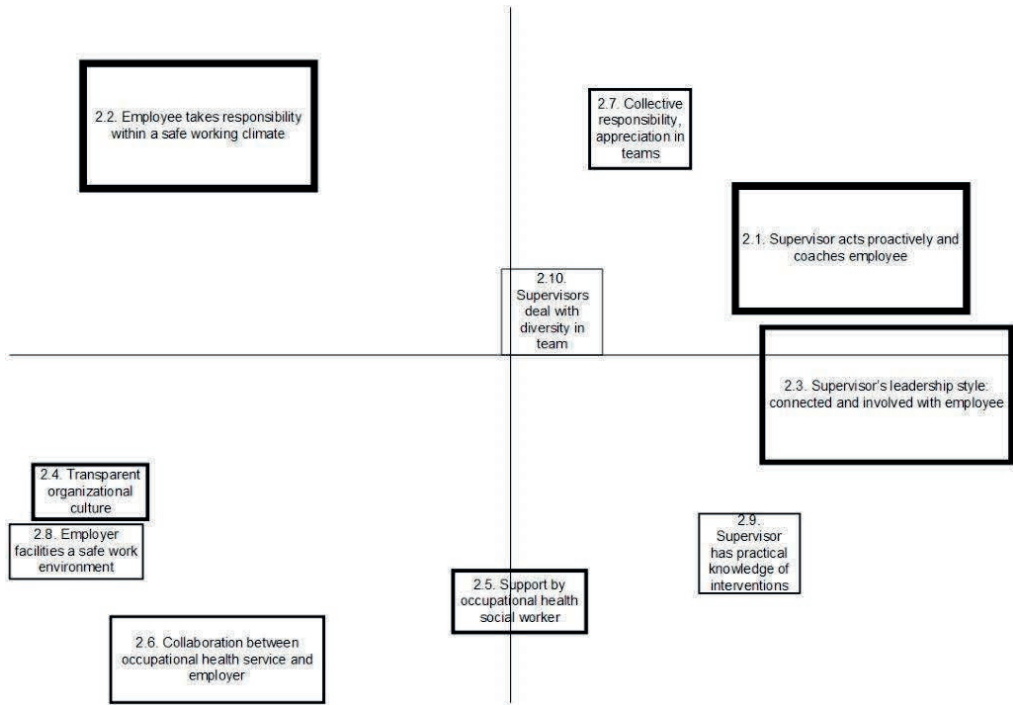 2.2. Employee takes responsibility
within a safe working climate
2.7. Collective
responsibility,
appreciation in
teams
2.1. Supervisor acts proactively and
coaches employee
2.10.
Supervisors
deal with
diversity in
team
2.3. Supervisor's leadership style:
connected and involved with employee
2.4. Transparent
organizational
culture
2.8. Employer
facilities a safe work
environment
2.9.
Supervisor
has practical
knowledge of
interventions
2.5. Support by
occupational health
social worker
2.6. Collaboration between
occupational health service and
employer